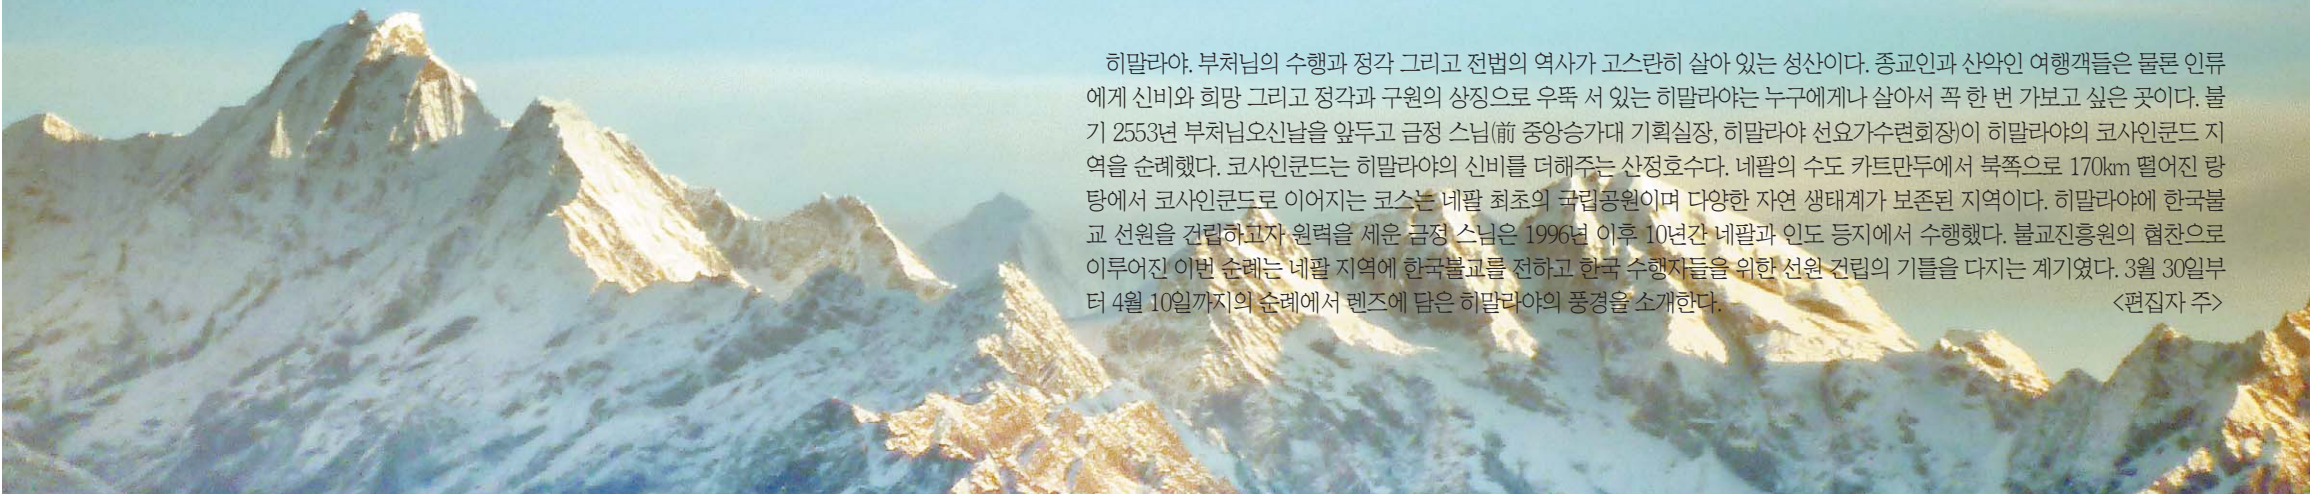 히말라야. 부처님의 수행과 정각 그리고 전법의 역사가 고스란히 살아 있는 성산이다. 종교인과 산악인 여행객들은 물론 인류
에게 신비와 희망 그리고 정각과 구원의 상징으로 우뚝 서 있는 히말라야는 누구에게나 살아서 꼭 한 번 가보고 싶은 곳이다. 불
기 2553년 부처님오신날을 앞두고 금정 스님(前 중앙승가대 기획실장, 히말라야 선요가수련회장)이 히말라야의 코사인쿤드 지
역을 순례했다. 코사인쿤드는 히말라야의 신비를 더해주는 산정호수다. 네팔의 수도 카트만두에서 북쪽으로 170km 떨어진 랑
탕에서 코사인쿤드로 이어지는 코스는 네팔 최초의 국립공원이며 다양한 자연 생태계가 보존된 지역이다. 히말라야에 한국불
교 선원을 건립하고자 원력을 세운 금정 스님은 1996년 이후 10년간 네팔과 인도 등지에서 수행했다. 불교진흥원의 협찬으로
이루어진 이번 순례는 네팔 지역에 한국불교를 전하고 한국 수행자들을 위한 선원 건립의 기틀을 다지는 계기였다. 3월 30일부
터 4월 10일까지의 순례에서 렌즈에 담은 히말라야의 풍경을 소개한다. <편집자 주>